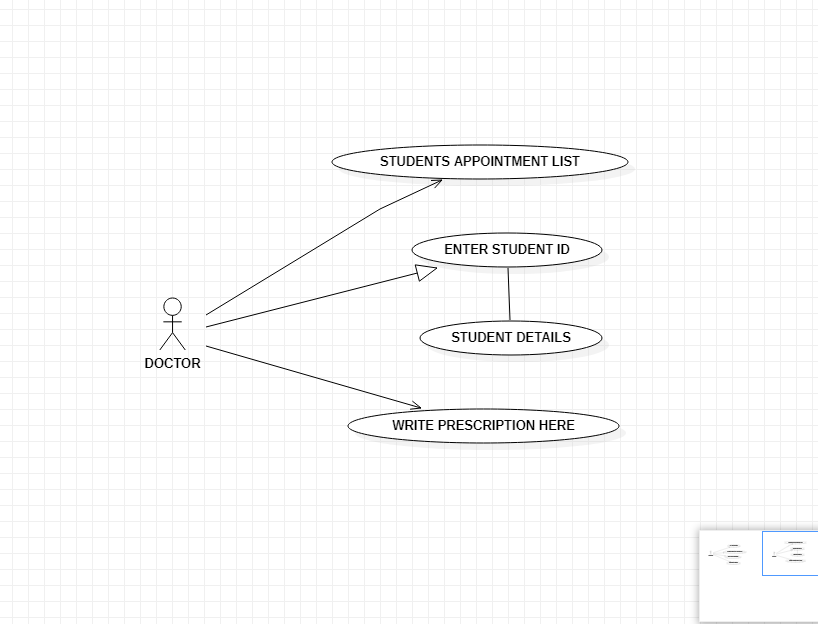 STUDENTS APPOINTMENT LIST
ENTER STUDENT ID
STUDENT DETAILS
DOCTOR
WRITE PRESCRIPTION HERE